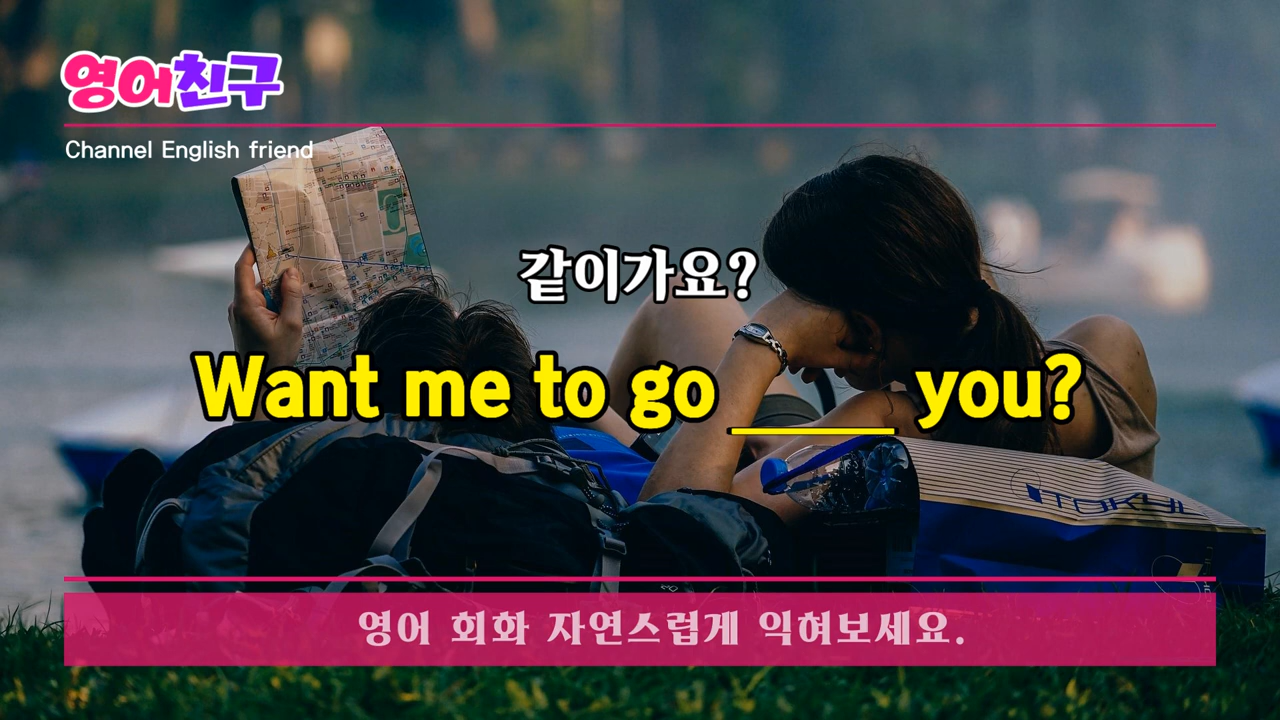 영어친구
Channel English friend
같이가요?
Want me to go ____ you?
TOKUL
영어 회화 자연스럽게 익혀보세요.